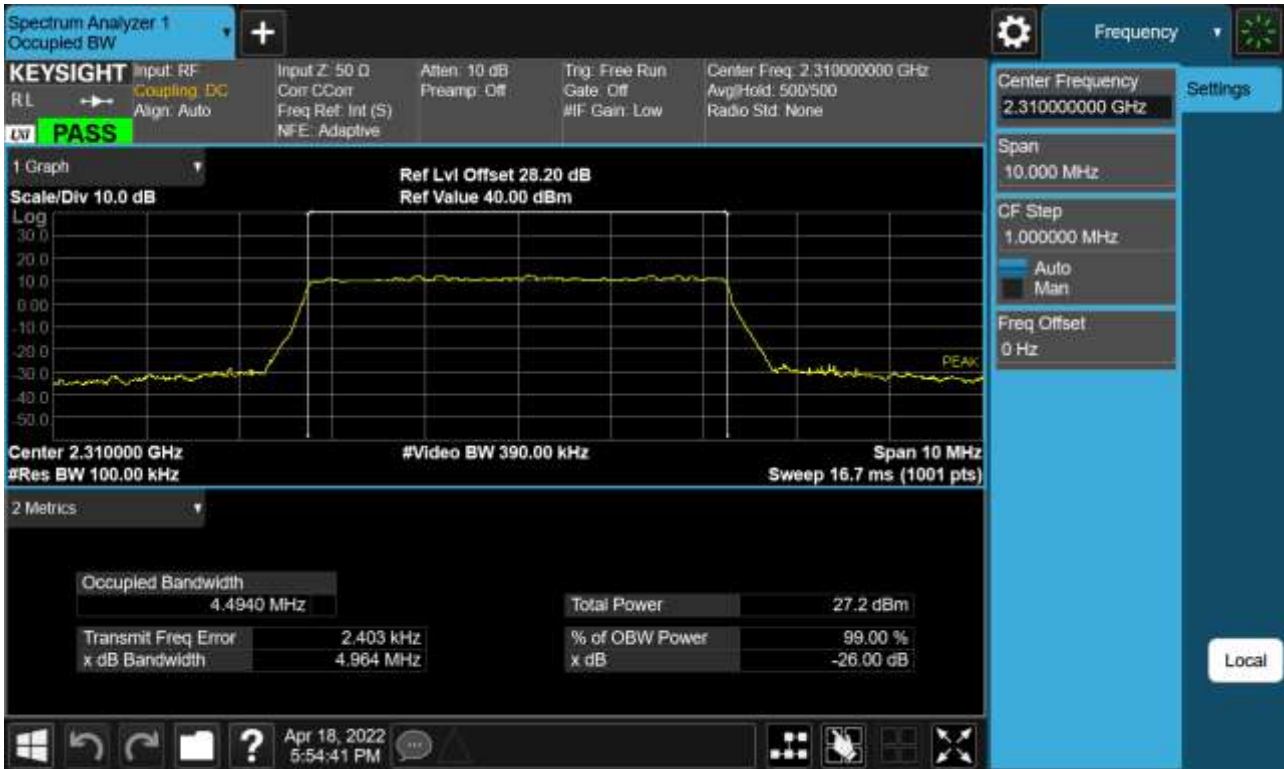 Spectrum Analyzer 1
Occupied BW
Frequency
KEYSIGHT
RL
LXI
PASS
Input: RF
Coupling: DC
Align: Auto
Input Z: 50 Ω
Corr CCorr
Freq Ref: Int (S)
NFE: Adaptive
Atten: 10 dB
Preamp: Off
Trig: Free Run
Gate: Off
#IF Gain: Low
Center Freq: 2.310000000 GHz
Avg|Hold: 500/500
Radio Std: None
Center Frequency
2.310000000 GHz
Settings
Span
10.000 MHz
CF Step
1.000000 MHz
Auto
Man
Freq Offset
0 Hz
Local
1 Graph
Scale/Div 10.0 dB
Ref Lvl Offset 28.20 dB
Ref Value 40.00 dBm
Log
30.0
20.0
10.0
0.00
-10.0
-20.0
-30.0
-40.0
-50.0
PEAK
Center 2.310000 GHz
#Video BW 390.00 kHz
Span 10 MHz
#Res BW 100.00 kHz
Sweep 16.7 ms (1001 pts)
2 Metrics
Occupied Bandwidth
4.4940 MHz
Total Power 27.2 dBm
Transmit Freq Error 2.403 kHz
% of OBW Power 99.00 %
x dB Bandwidth 4.964 MHz
x dB -26.00 dB
?
Apr 18, 2022
5:54:41 PM